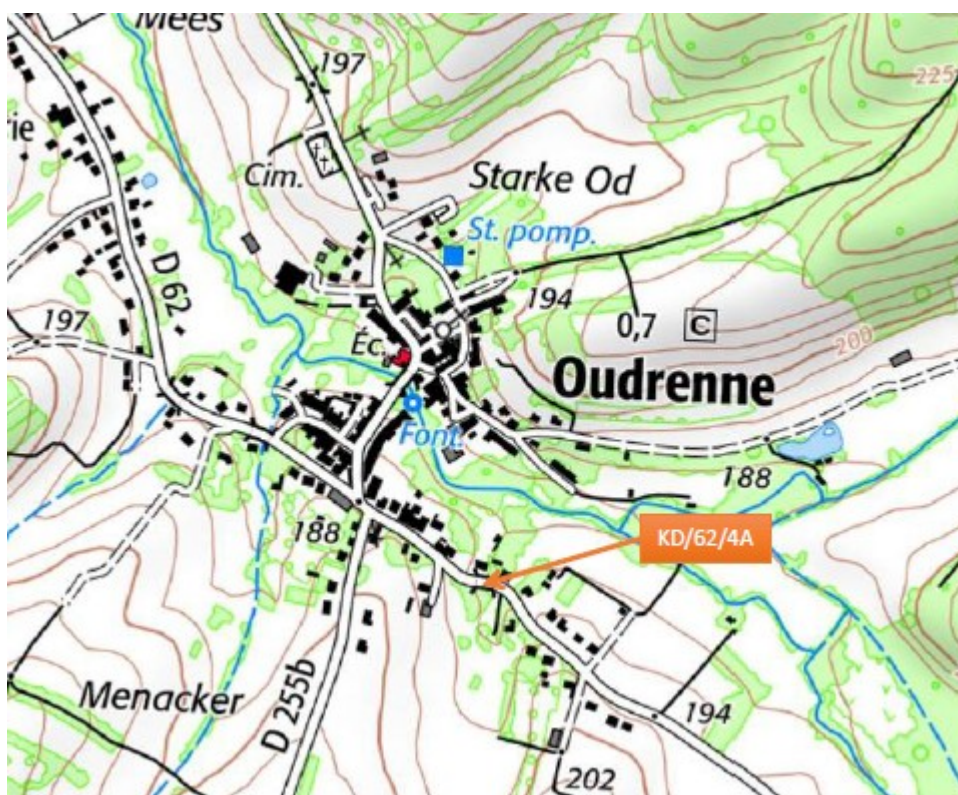 Mees
197
225
rie
Cim.
Starke Od
St. pomp.
D 62
194
197
0,7
C
200
Éc.
Oudrenne
Font.
188
188
KD/62/4A
Menacker
D 255b
194
202